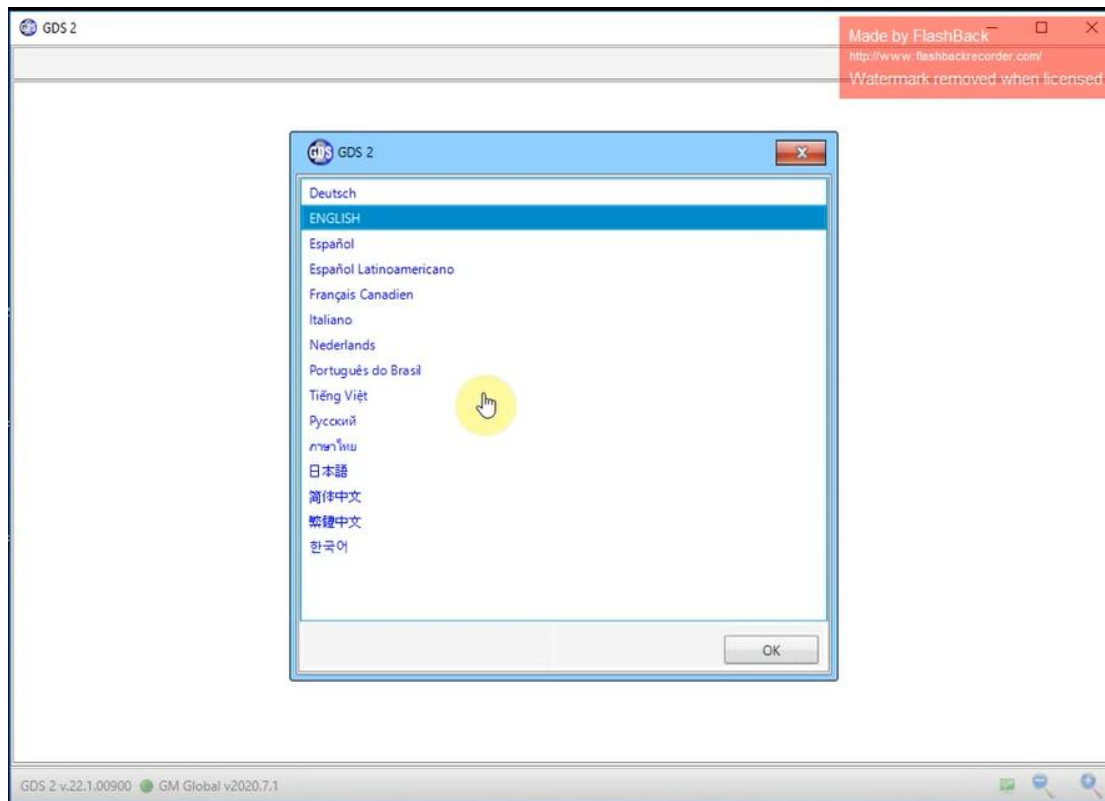 GDS 2
Made by FlashBack
http://www.flashbackrecorder.com/
Watermark removed when licensed
GDS
GDS 2
Deutsch
ENGLISH
Español
Español Latinoamericano
Français Canadien
Italiano
Nederlands
Português do Brasil
Tiếng Việt
Русский
ภาษาไทย
日本語
简体中文
繁體中文
한국어
OK
GDS 2 v.22.1.00900 GM Global v2020.7.1